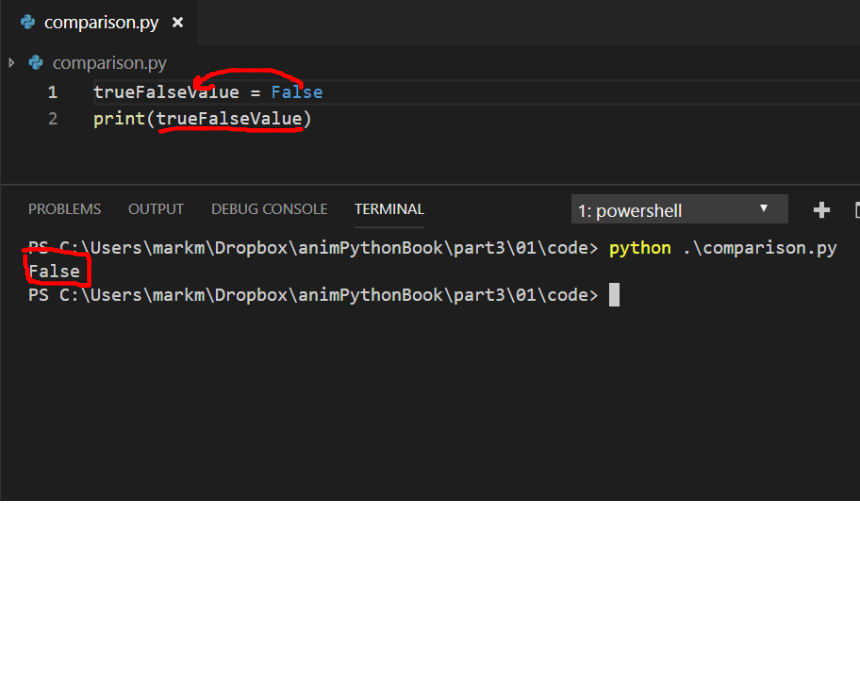 comparison.py ×
comparison.py
1 trueFalseValue = False
2 print(trueFalseValue)
PROBLEMS OUTPUT DEBUG CONSOLE TERMINAL 1: powershell
PS C:\Users\markm\Dropbox\animPythonBook\part3\01\code> python .\comparison.py
False
PS C:\Users\markm\Dropbox\animPythonBook\part3\01\code>